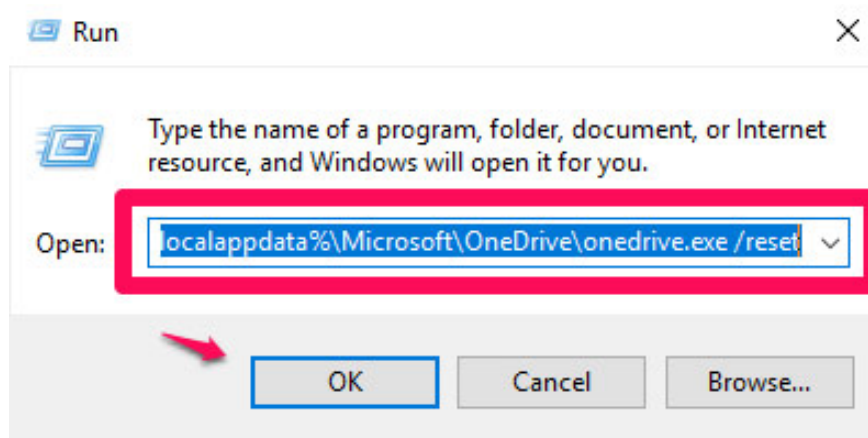 Run
Type the name of a program, folder, document, or Internet
resource, and Windows will open it for you.
Open: localappdata%\Microsoft\OneDrive\onedrive.exe /reset
OK Cancel Browse...